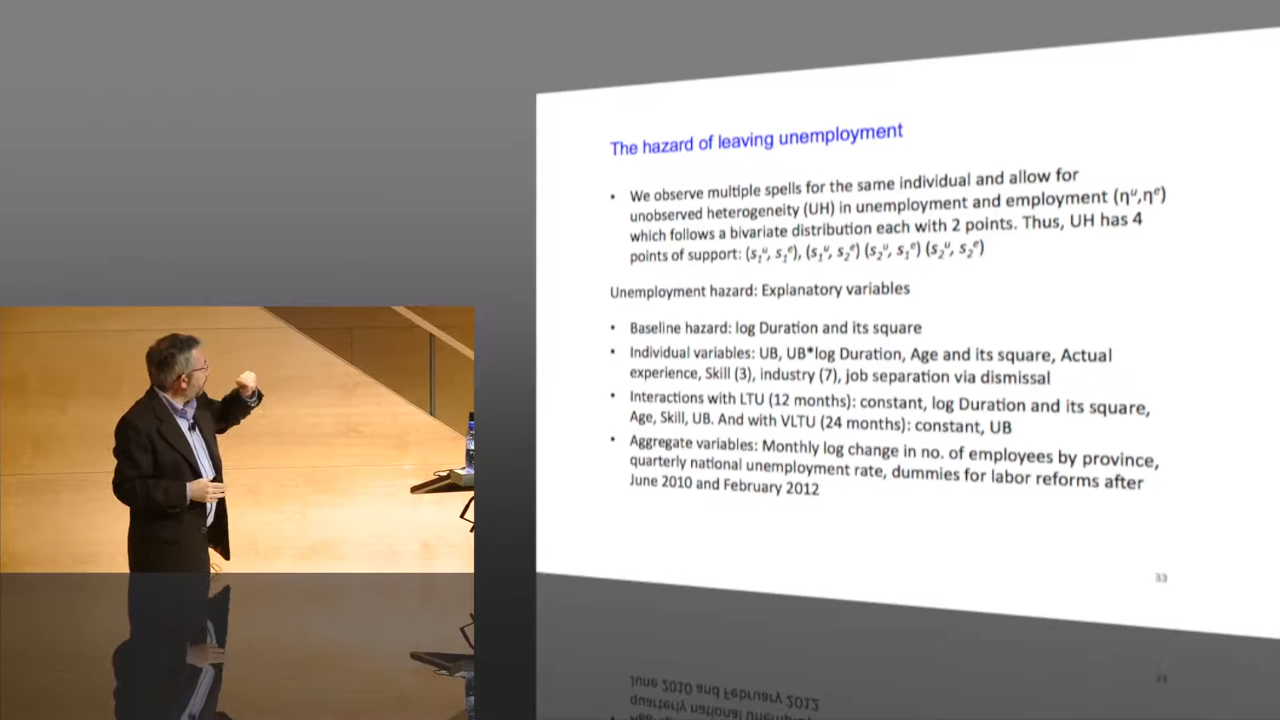 The hazard of leaving unemployment
• We observe multiple spells for the same individual and allow for
unobserved heterogeneity (UH) in unemployment and employment (ηᵘ,ηᵉ)
which follows a bivariate distribution each with 2 points. Thus, UH has 4
points of support: (s₁ᵘ, s₁ᵉ), (s₁ᵘ, s₂ᵉ) (s₂ᵘ, s₁ᵉ) (s₂ᵘ, s₂ᵉ)
Unemployment hazard: Explanatory variables
• Baseline hazard: log Duration and its square
• Individual variables: UB, UB*log Duration, Age and its square, Actual
experience, Skill (3), industry (7), job separation via dismissal
• Interactions with LTU (12 months): constant, log Duration and its square,
Age, Skill, UB. And with VLTU (24 months): constant, UB
• Aggregate variables: Monthly log change in no. of employees by province,
quarterly national unemployment rate, dummies for labor reforms after
June 2010 and February 2012
33